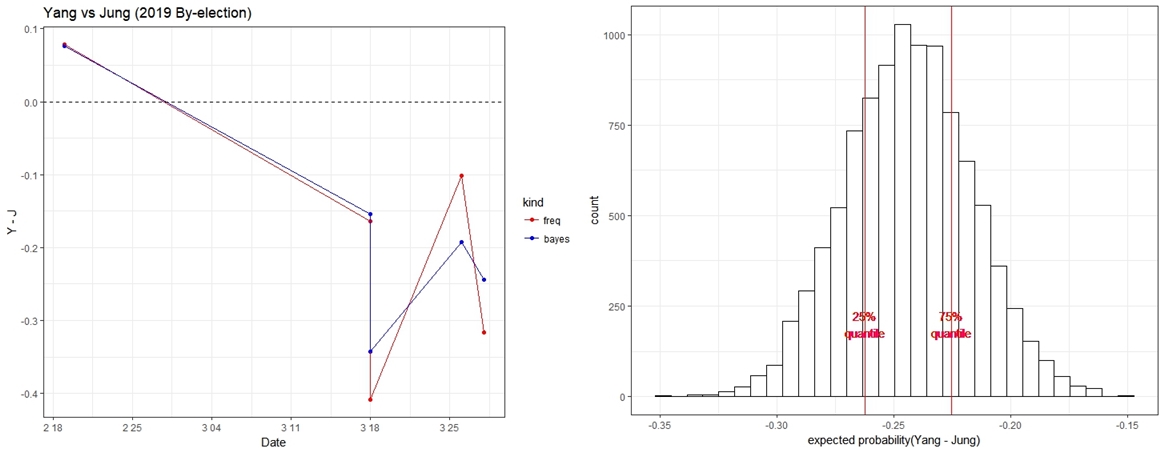 Yang vs Jung (2019 By-election)
Y - J
0.1
0.0
-0.1
-0.2
-0.3
-0.4
2 18
2 25
3 04
3 11
3 18
3 25
Date
kind
freq
bayes
count
1000
750
500
250
0
25%
quantile
75%
quantile
-0.35
-0.30
-0.25
-0.20
-0.15
expected probability(Yang - Jung)